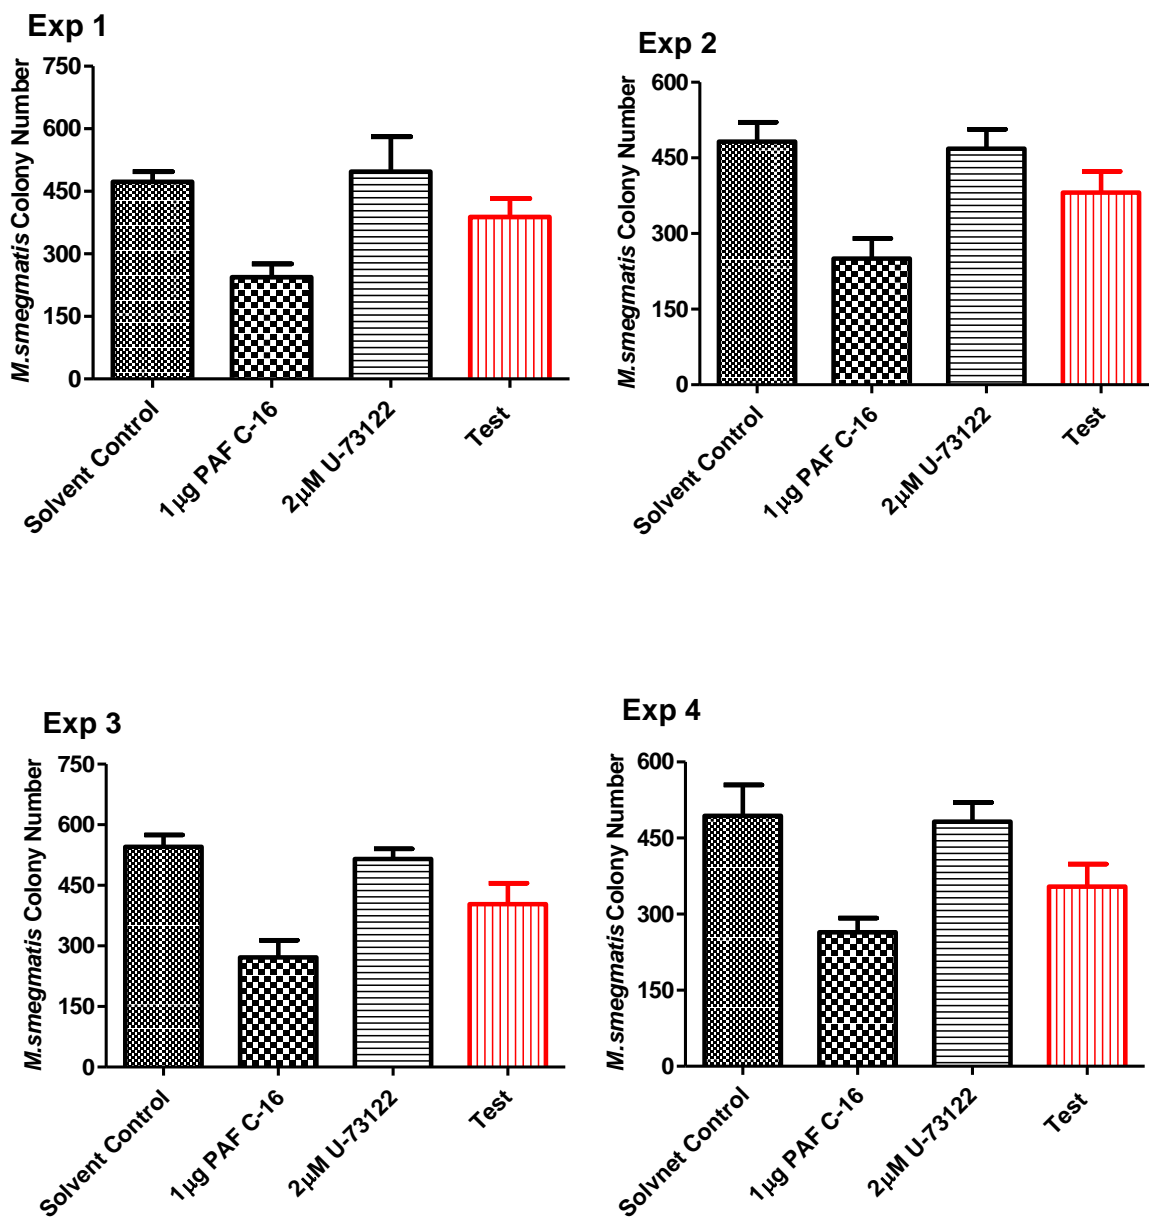 Exp 1
M.smegmatis Colony Number
750
600
450
300
150
0
Solvent Control
1µg PAF C-16
2µM U-73122
Test
Exp 2
M.smegmatis Colony Number
600
450
300
150
0
Solvent Control
1µg PAF C-16
2µM U-73122
Test
Exp 3
M.smegmatis Colony Number
750
600
450
300
150
0
Solvent Control
1µg PAF C-16
2µM U-73122
Test
Exp 4
M.smegmatis Colony Number
600
450
300
150
0
Solvnet Control
1µg PAF C-16
2µM U-73122
Test